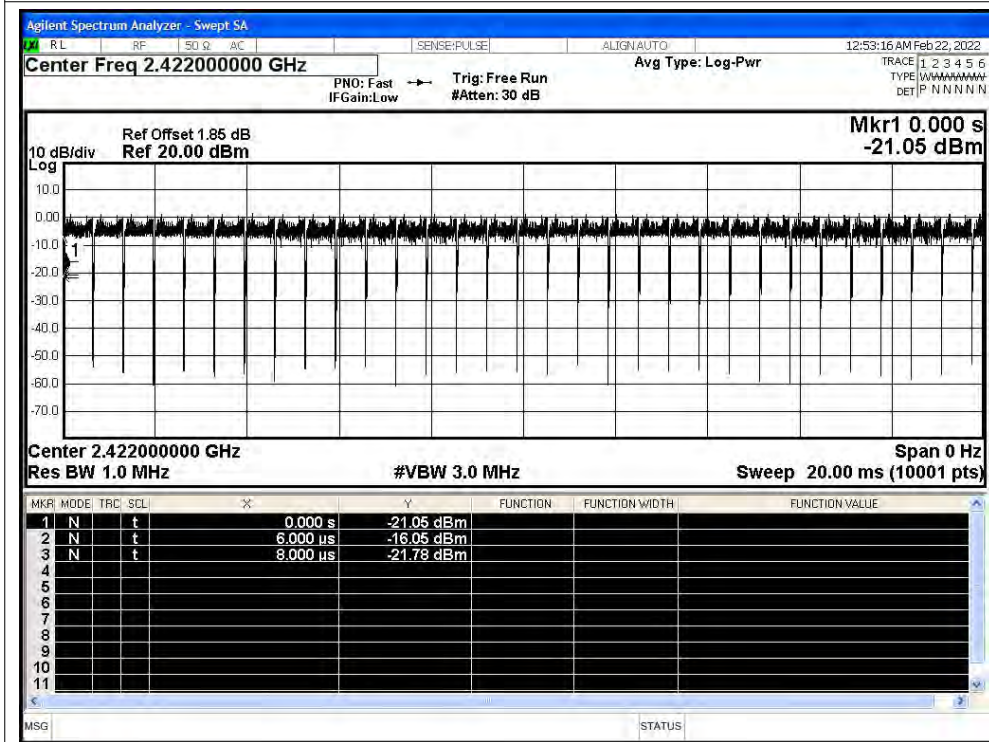 Agilent Spectrum Analyzer - Swept SA
RL RF 50 Ω AC SENSE:PULSE ALIGN AUTO 12:53:16 AM Feb 22, 2022
Center Freq 2.422000000 GHz
Avg Type: Log-Pwr
TRACE 1 2 3 4 5 6
PNO: Fast
Trig: Free Run
TYPE
IFGain:Low
#Atten: 30 dB
DET P N N N N N
Mkr1 0.000 s
-21.05 dBm
Ref Offset 1.85 dB
10 dB/div Ref 20.00 dBm
Log
10.0
0.00
-10.0
1
-20.0
-30.0
-40.0
-50.0
-60.0
-70.0
Center 2.422000000 GHz Span 0 Hz
Res BW 1.0 MHz #VBW 3.0 MHz Sweep 20.00 ms (10001 pts)
MKR MODE TRC SCL X Y FUNCTION FUNCTION WIDTH FUNCTION VALUE
1 N t 0.000 s -21.05 dBm
2 N t 6.000 µs -16.05 dBm
3 N t 8.000 µs -21.78 dBm
4
5
6
7
8
9
10
11
MSG STATUS